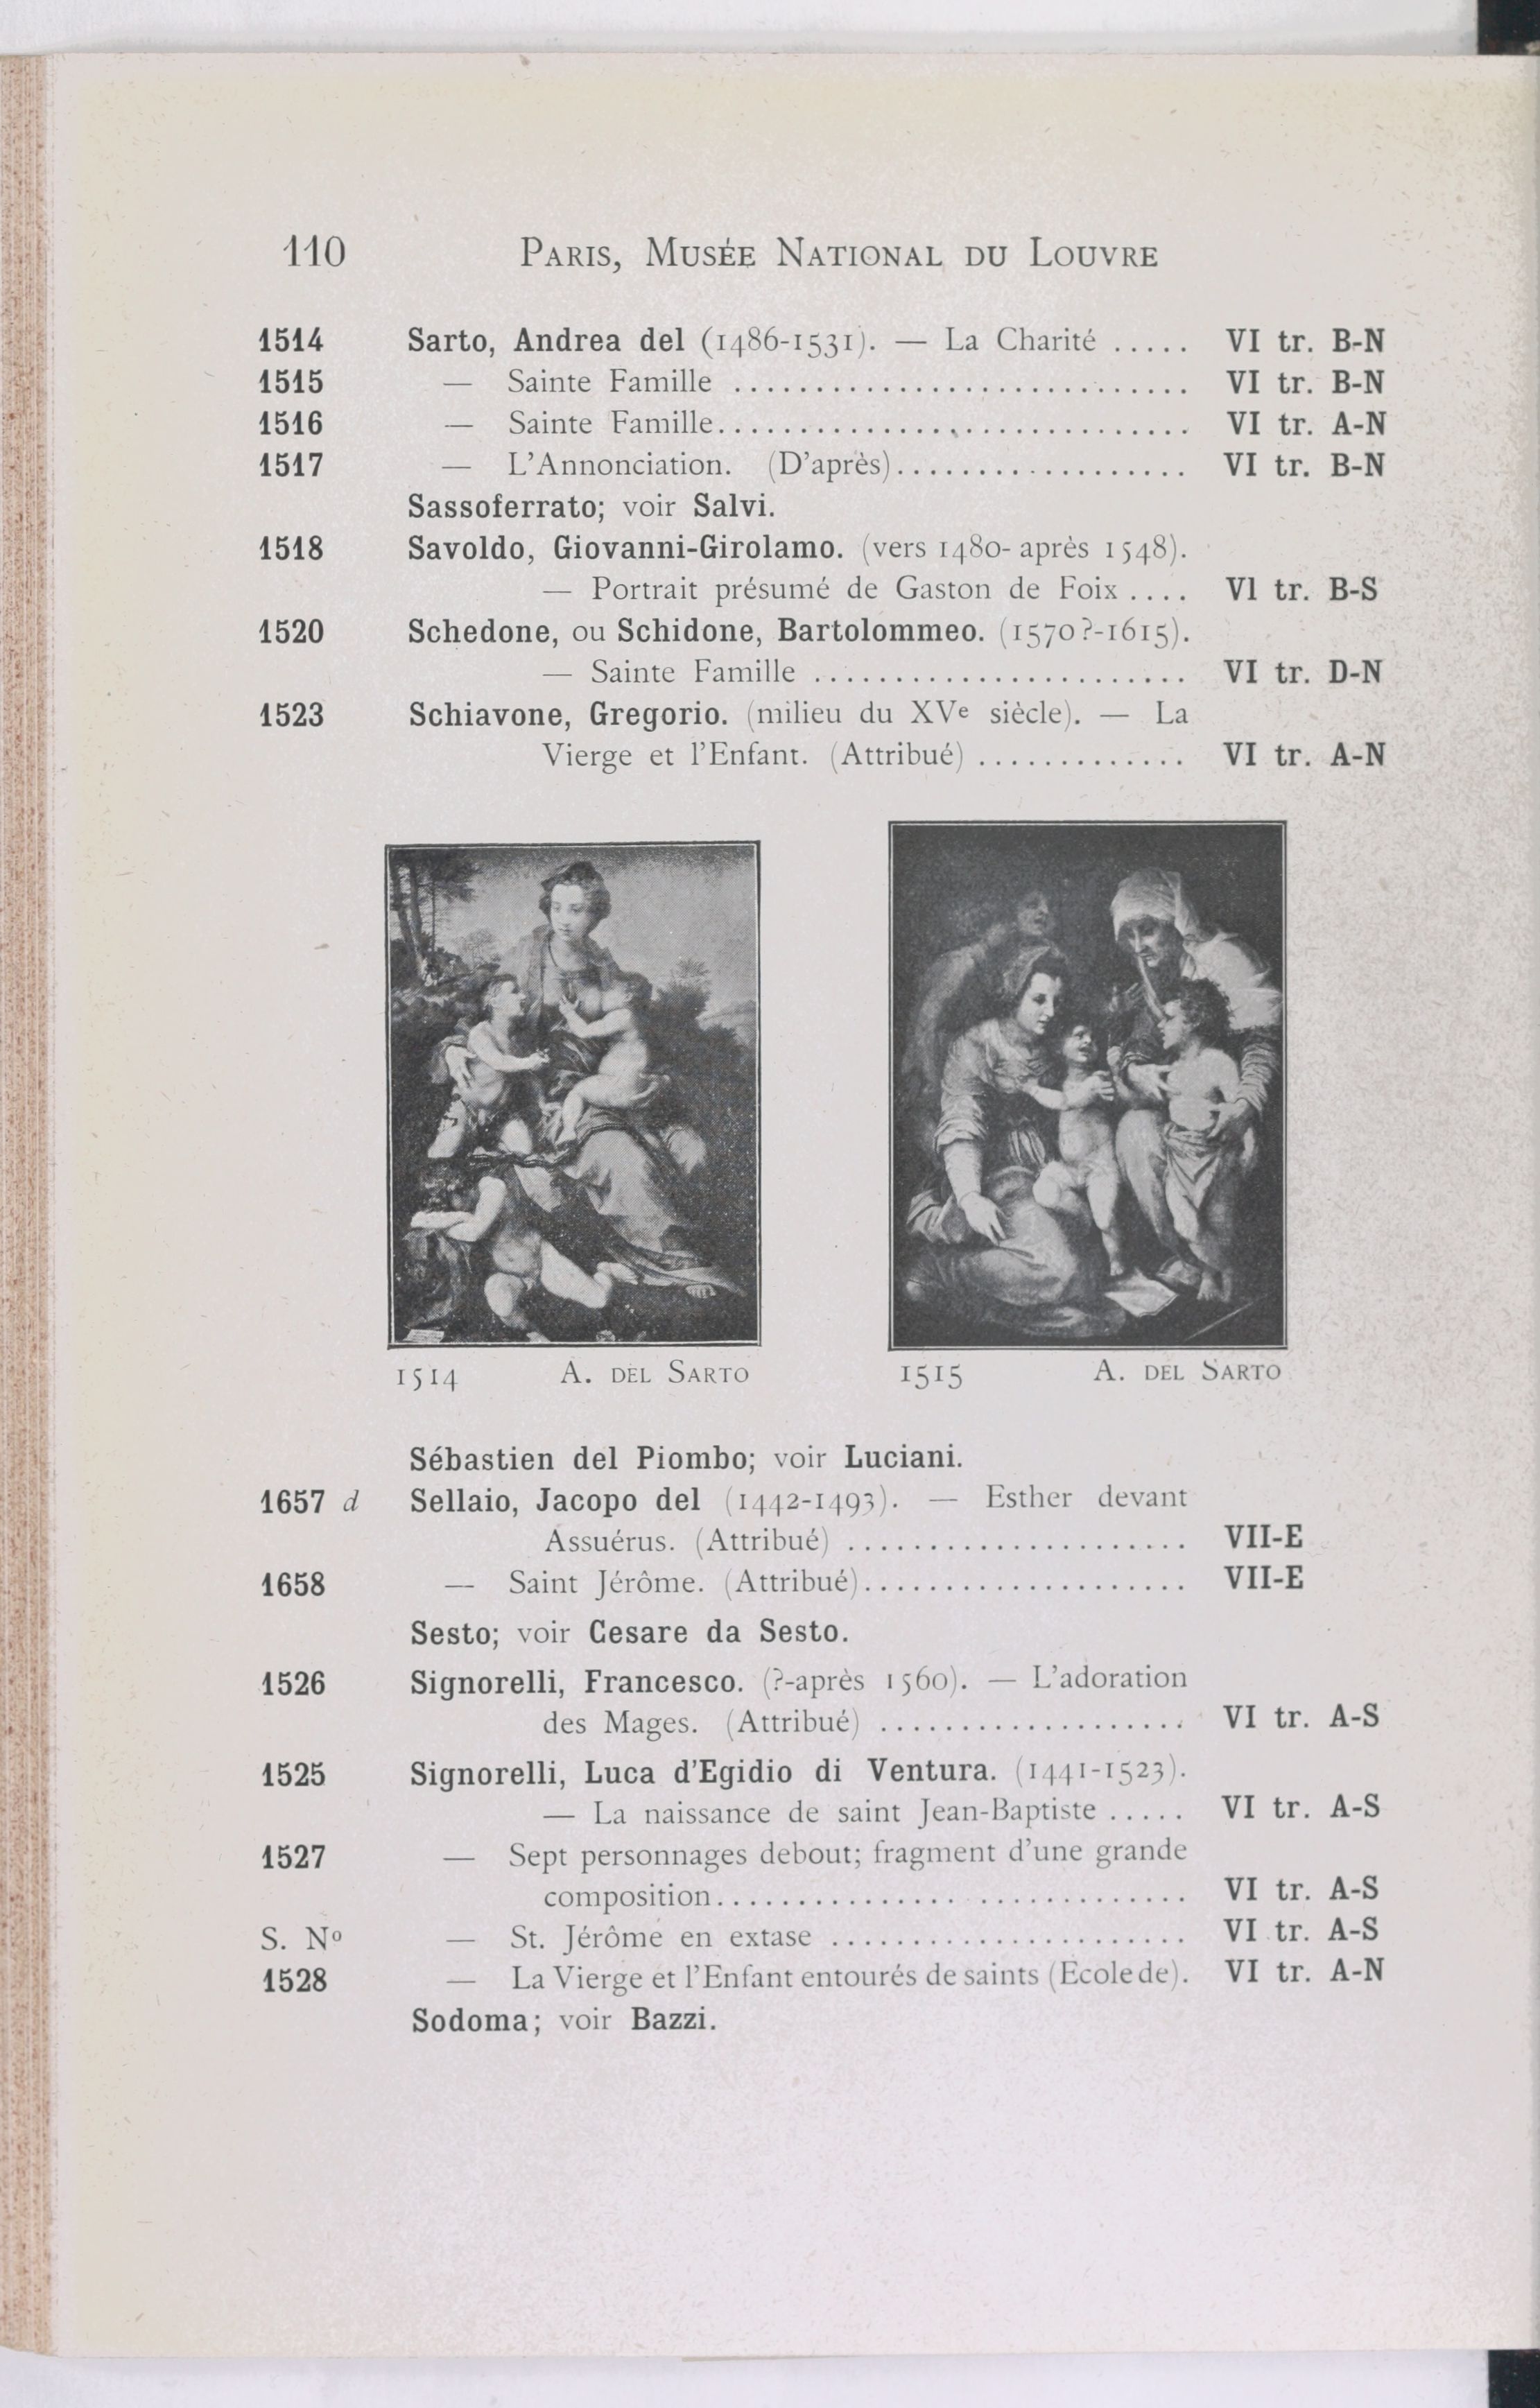 110 PARIS, MUSÉE NATIONAL DU LOUVRE
1514 Sarto, Andrea del (1486-1531). — La Charité ..... VI tr. B-N
1515 — Sainte Famille ............................ VI tr. B-N
1516 — Sainte Famille............................. VI tr. A-N
1517 — L'Annonciation. (D'après).................. VI tr. B-N
Sassoferrato; voir Salvi.
1518 Savoldo, Giovanni-Girolamo. (vers 1480- après 1548).
— Portrait présumé de Gaston de Foix .... VI tr. B-S
1520 Schedone, ou Schidone, Bartolommeo. (1570?-1615).
— Sainte Famille ....................... VI tr. D-N
1523 Schiavone, Gregorio. (milieu du XVe siècle). — La
Vierge et l'Enfant. (Attribué) ............. VI tr. A-N
1514 A. DEL SARTO
1515 A. DEL SARTO
Sébastien del Piombo; voir Luciani.
1657 d Sellaio, Jacopo del (1442-1493). — Esther devant
Assuérus. (Attribué) ..................... VII-E
1658 — Saint Jérôme. (Attribué).................... VII-E
Sesto; voir Cesare da Sesto.
1526 Signorelli, Francesco. (?-après 1560). — L'adoration
des Mages. (Attribué) ................... VI tr. A-S
1525 Signorelli, Luca d'Egidio di Ventura. (1441-1523).
— La naissance de saint Jean-Baptiste ..... VI tr. A-S
1527 — Sept personnages debout; fragment d'une grande
composition............................. VI tr. A-S
S. Nº — St. Jérôme en extase ...................... VI tr. A-S
1528 — La Vierge et l'Enfant entourés de saints (Ecole de). VI tr. A-N
Sodoma; voir Bazzi.